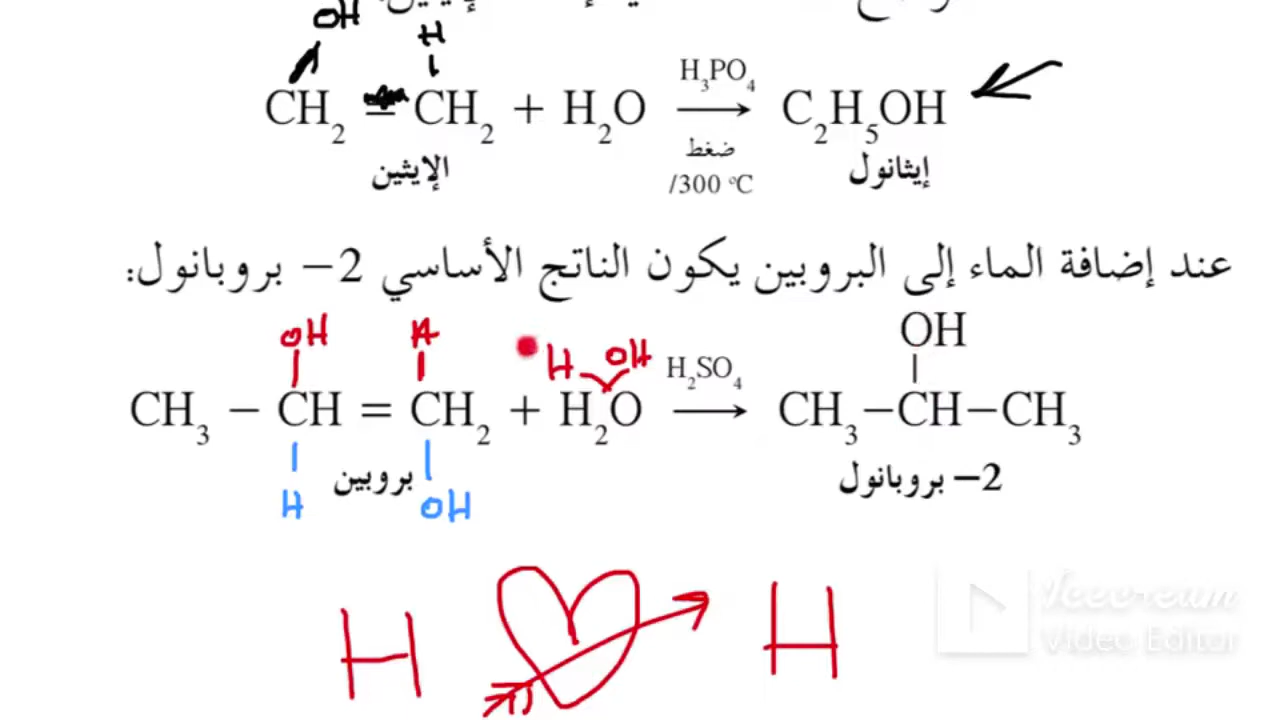 OH
H
CH₂ = CH₂ + H₂O ⟶ C₂H₅OH
H₃PO₄
ضغط
/300 °C
الإيثين
إيثانول
عند إضافة الماء إلى البروبين يكون الناتج الأساسي 2- بروبانول:
OH H H OH H₂SO₄ OH
CH₃ − CH = CH₂ + H₂O ⟶ CH₃−CH−CH₃
H OH
بروبين
2- بروبانول
H H
Video Editor